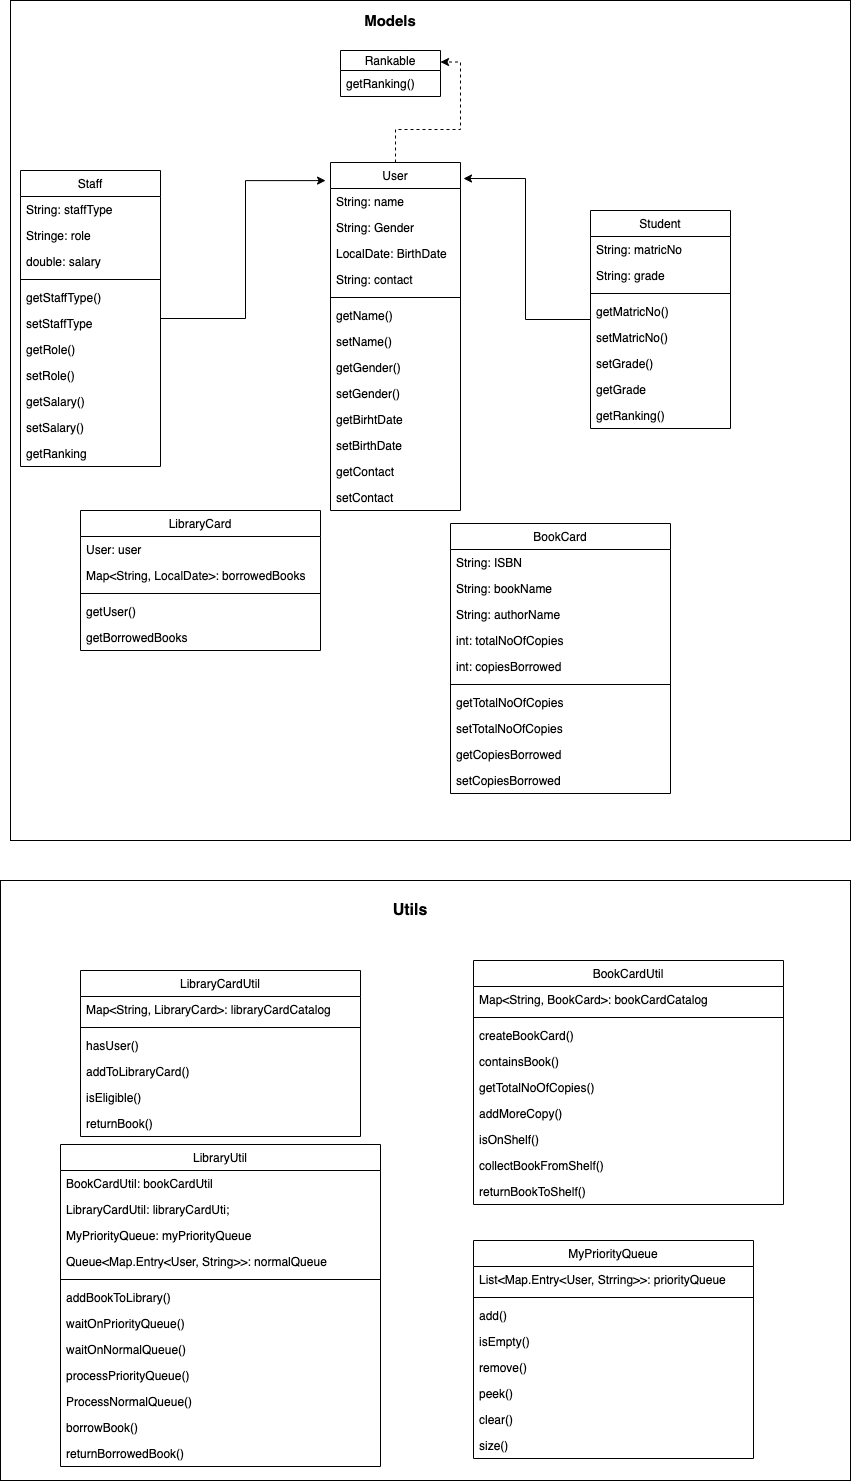 Models
Rankable
getRanking()
Staff
String: staffType
Stringe: role
double: salary
getStaffType()
setStaffType
getRole()
setRole()
getSalary()
setSalary()
getRanking
User
String: name
String: Gender
LocalDate: BirthDate
String: contact
getName()
setName()
getGender()
setGender()
getBirhtDate
setBirthDate
getContact
setContact
Student
String: matricNo
String: grade
getMatricNo()
setMatricNo()
setGrade()
getGrade
getRanking()
LibraryCard
User: user
Map<String, LocalDate>: borrowedBooks
getUser()
getBorrowedBooks
BookCard
String: ISBN
String: bookName
String: authorName
int: totalNoOfCopies
int: copiesBorrowed
getTotalNoOfCopies
setTotalNoOfCopies
getCopiesBorrowed
setCopiesBorrowed
Utils
LibraryCardUtil
Map<String, LibraryCard>: libraryCardCatalog
hasUser()
addToLibraryCard()
isEligible()
returnBook()
BookCardUtil
Map<String, BookCard>: bookCardCatalog
createBookCard()
containsBook()
getTotalNoOfCopies()
addMoreCopy()
isOnShelf()
collectBookFromShelf()
returnBookToShelf()
LibraryUtil
BookCardUtil: bookCardUtil
LibraryCardUtil: libraryCardUti;
MyPriorityQueue: myPriorityQueue
Queue<Map.Entry<User, String>>: normalQueue
addBookToLibrary()
waitOnPriorityQueue()
waitOnNormalQueue()
processPriorityQueue()
ProcessNormalQueue()
borrowBook()
returnBorrowedBook()
MyPriorityQueue
List<Map.Entry<User, Strring>>: priorityQueue
add()
isEmpty()
remove()
peek()
clear()
size()